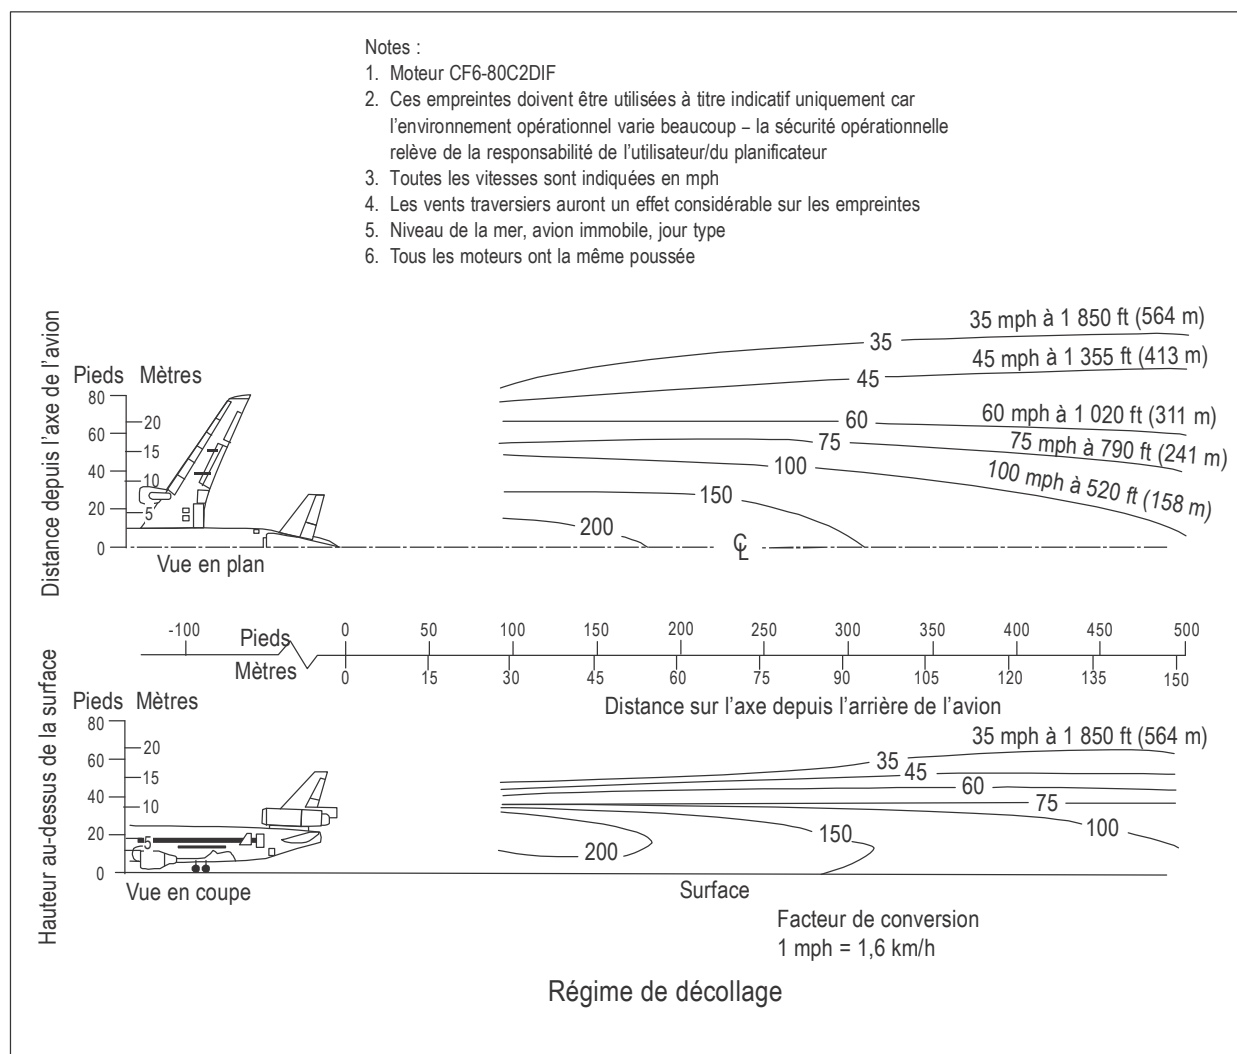 Notes :
1. Moteur CF6-80C2DIF
2. Ces empreintes doivent être utilisées à titre indicatif uniquement car
l'environnement opérationnel varie beaucoup – la sécurité opérationnelle
relève de la responsabilité de l'utilisateur/du planificateur
3. Toutes les vitesses sont indiquées en mph
4. Les vents traversiers auront un effet considérable sur les empreintes
5. Niveau de la mer, avion immobile, jour type
6. Tous les moteurs ont la même poussée
Distance depuis l'axe de l'avion
Pieds Mètres
80
60
40
20
0
20
15
10
5
Vue en plan
35
45
60
75
100
150
200
35 mph à 1 850 ft (564 m)
45 mph à 1 355 ft (413 m)
60 mph à 1 020 ft (311 m)
75 mph à 790 ft (241 m)
100 mph à 520 ft (158 m)
℄
Pieds
-100 0 50 100 150 200 250 300 350 400 450 500
Mètres
0 15 30 45 60 75 90 105 120 135 150
Distance sur l'axe depuis l'arrière de l'avion
Hauteur au-dessus de la surface
Pieds Mètres
80
60
40
20
0
20
15
10
5
Vue en coupe
35 mph à 1 850 ft (564 m)
35
45
60
75
100
150
200
Surface
Facteur de conversion
1 mph = 1,6 km/h
Régime de décollage